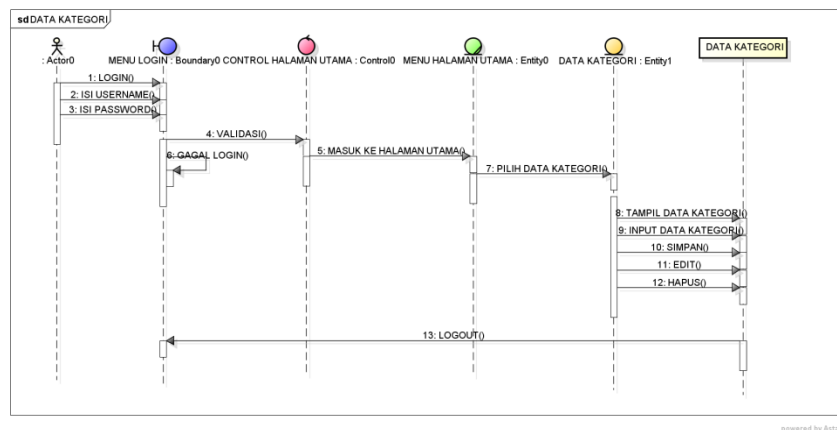 sd DATA KATEGORI
: Actor0
MENU LOGIN : Boundary0
CONTROL HALAMAN UTAMA : Control0
MENU HALAMAN UTAMA : Entity0
DATA KATEGORI : Entity1
DATA KATEGORI
1: LOGIN()
2: ISI USERNAME()
3: ISI PASSWORD()
4: VALIDASI()
5: MASUK KE HALAMAN UTAMA()
6: GAGAL LOGIN()
7: PILIH DATA KATEGORI()
8: TAMPIL DATA KATEGORI()
9: INPUT DATA KATEGORI()
10: SIMPAN()
11: EDIT()
12: HAPUS()
13: LOGOUT()
powered by Ast